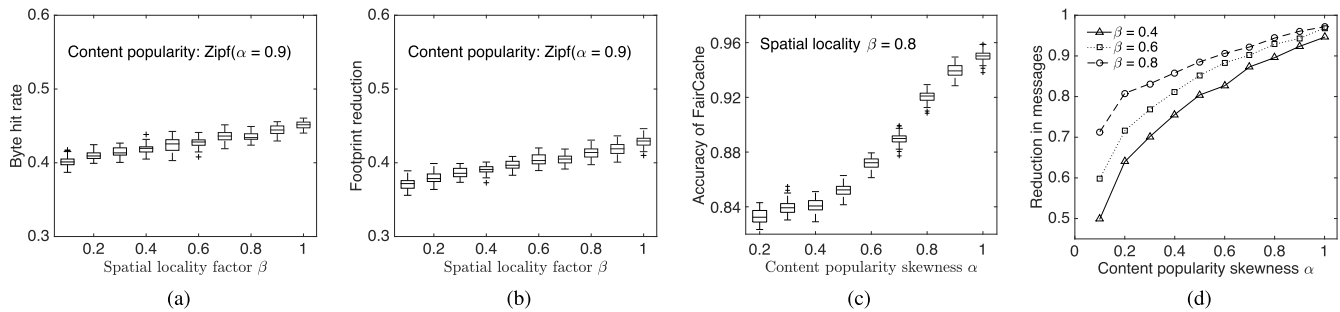 0.6
0.5
0.4
0.3
Byte hit rate
Content popularity: Zipf(α = 0.9)
0.2 0.4 0.6 0.8 1
Spatial locality factor β
(a)
0.6
0.5
0.4
0.3
Footprint reduction
Content popularity: Zipf(α = 0.9)
0.2 0.4 0.6 0.8 1
Spatial locality factor β
(b)
0.96
0.92
0.88
0.84
Accuracy of FairCache
Spatial locality β = 0.8
0.2 0.4 0.6 0.8 1
Content popularity skewness α
(c)
1
0.9
0.8
0.7
0.6
0.5
Reduction in messages
β = 0.4
β = 0.6
β = 0.8
0 0.2 0.4 0.6 0.8 1
Content popularity skewness α
(d)